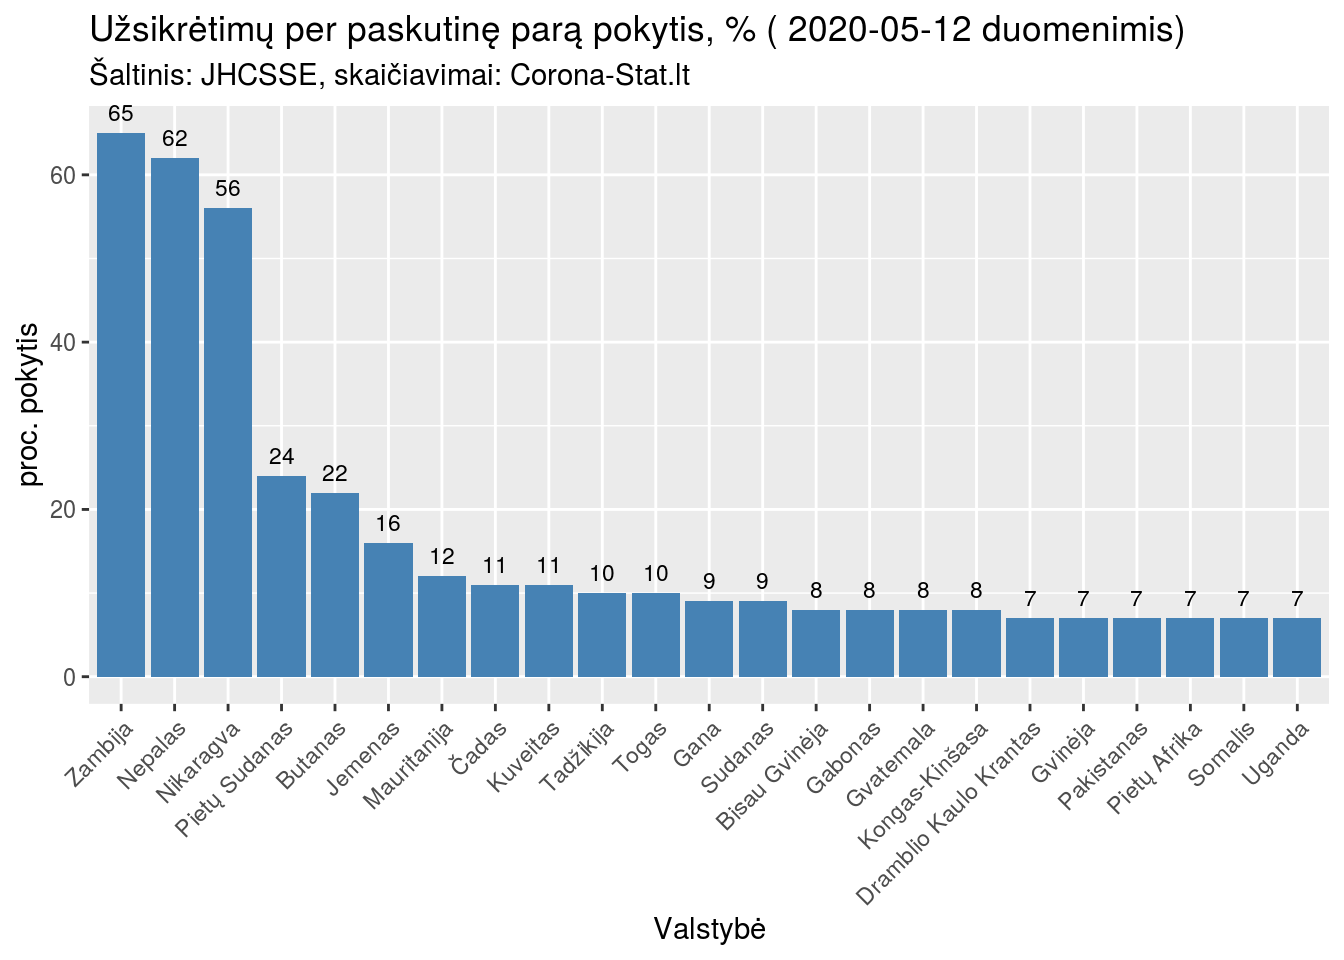 Užsikrėtimų per paskutinę parą pokytis, % ( 2020-05-12 duomenimis)
Šaltinis: JHCSSE, skaičiavimai: Corona-Stat.lt
proc. pokytis
60
40
20
0
65
62
56
24
22
16
12
11
11
10
10
9
9
8
8
8
8
7
7
7
7
7
7
Zambija
Nepalas
Nikaragva
Pietų Sudanas
Butanas
Jemenas
Mauritanija
Čadas
Kuveitas
Tadžikija
Togas
Gana
Sudanas
Bisau Gvinėja
Gabonas
Gvatemala
Kongas-Kinšasa
Dramblio Kaulo Krantas
Gvinėja
Pakistanas
Pietų Afrika
Somalis
Uganda
Valstybė